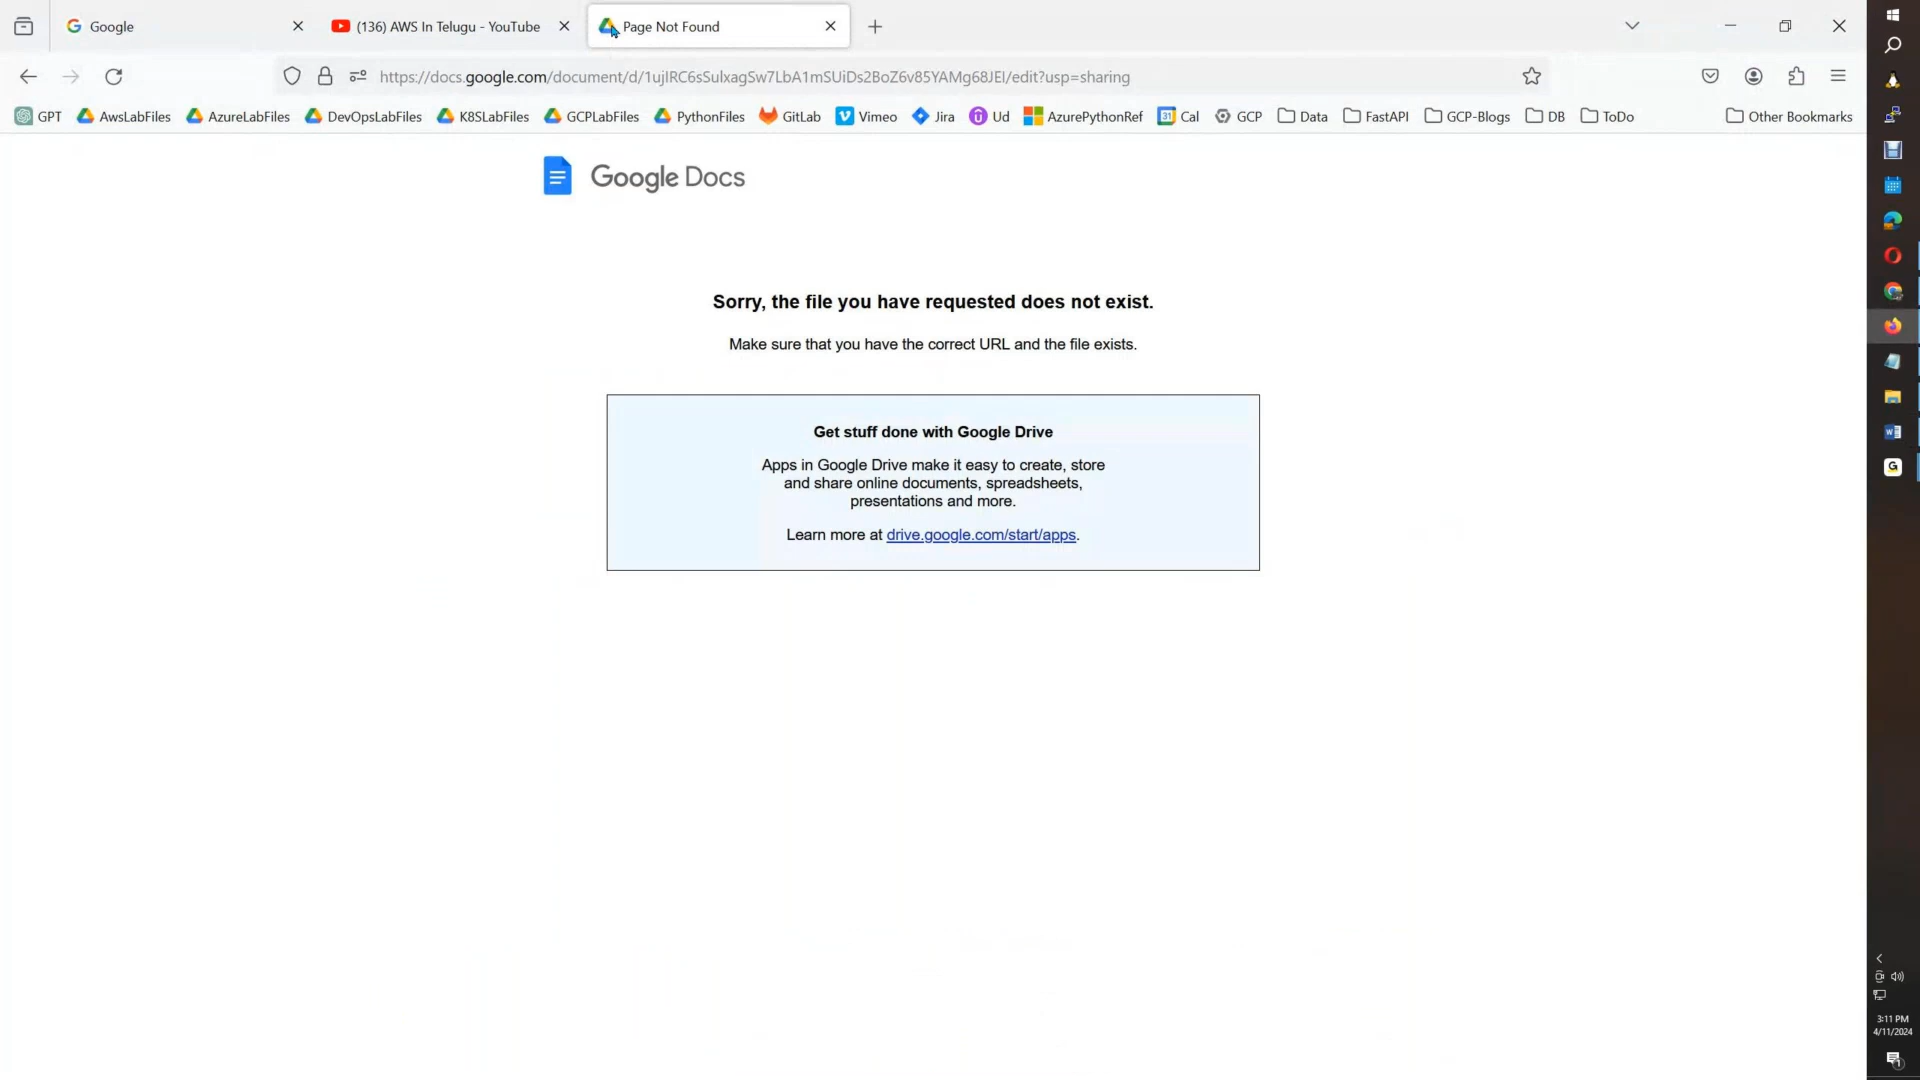 Google
(136) AWS In Telugu - YouTube
Page Not Found
https://docs.google.com/document/d/1ujIRC6sSulxagSw7LbA1mSUiDs2BoZ6v85YAMg68JEI/edit?usp=sharing
GPT
AwsLabFiles
AzureLabFiles
DevOpsLabFiles
K8SLabFiles
GCPLabFiles
PythonFiles
GitLab
Vimeo
Jira
Ud
AzurePythonRef
31 Cal
GCP
Data
FastAPI
GCP-Blogs
DB
ToDo
Other Bookmarks
Google Docs
Sorry, the file you have requested does not exist.
Make sure that you have the correct URL and the file exists.
Get stuff done with Google Drive
Apps in Google Drive make it easy to create, store
and share online documents, spreadsheets,
presentations and more.
Learn more at drive.google.com/start/apps.
3:11 PM
4/11/2024